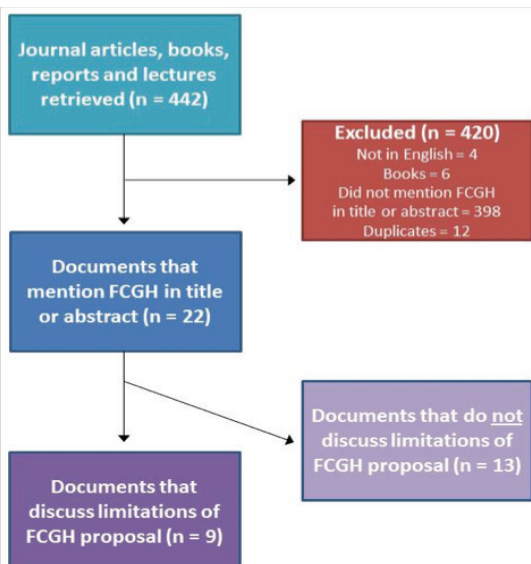 Journal articles, books,
reports and lectures
retrieved (n = 442)
Excluded (n = 420)
Not in English = 4
Books = 6
Did not mention FCGH
in title or abstract = 398
Duplicates = 12
Documents that
mention FCGH in title
or abstract (n = 22)
Documents that do not
discuss limitations of
FCGH proposal (n = 13)
Documents that
discuss limitations of
FCGH proposal (n = 9)